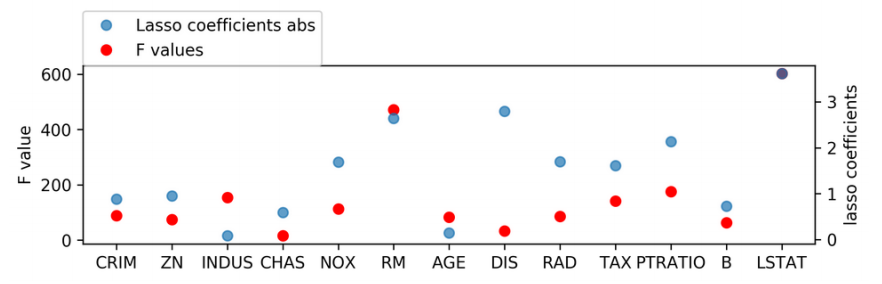 Lasso coefficients abs
F values
600
400
200
0
F value
3
2
1
0
lasso coefficients
CRIM ZN INDUS CHAS NOX RM AGE DIS RAD TAX PTRATIO B LSTAT